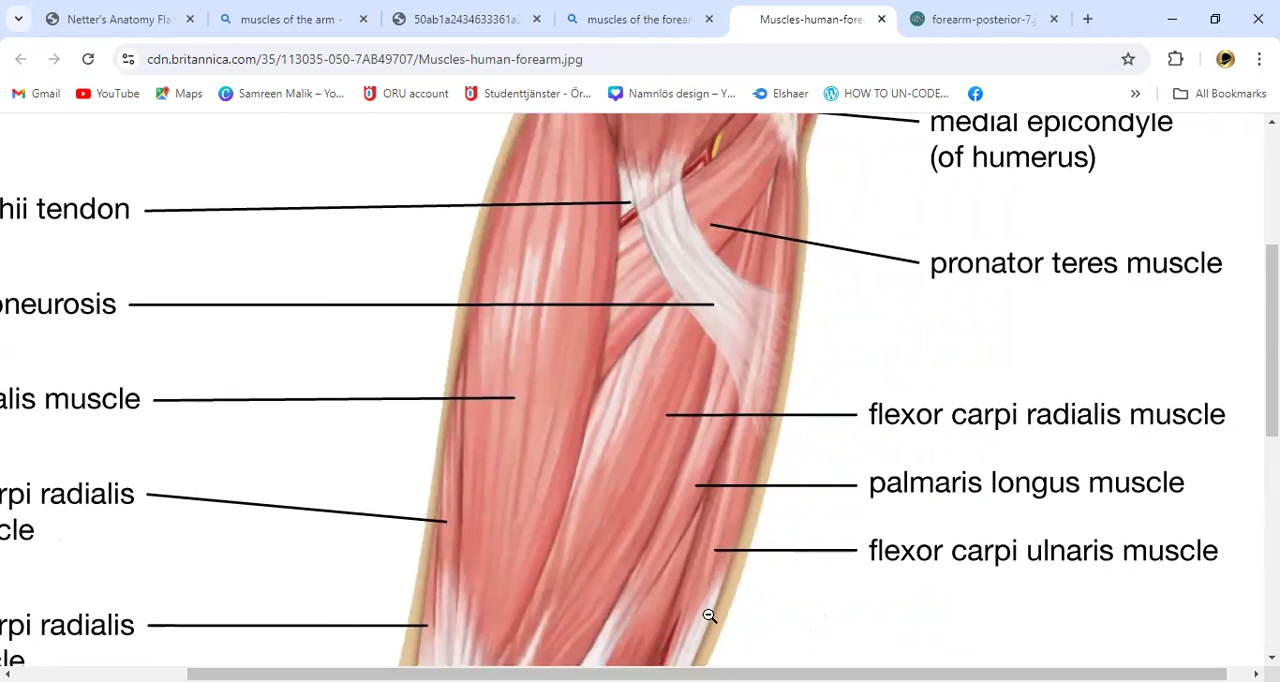 Netter's Anatomy Fla
muscles of the arm -
50ab1a2434633361a
muscles of the forear
Muscles-human-fore
forearm-posterior-7.j
cdn.britannica.com/35/113035-050-7AB49707/Muscles-human-forearm.jpg
Gmail
YouTube
Maps
Samreen Malik – Yo...
ORU account
Studenttjänster - Ör...
Namnlös design – Y...
Elshaer
HOW TO UN-CODE...
All Bookmarks
medial epicondyle
(of humerus)
hii tendon
pronator teres muscle
oneurosis
alis muscle
flexor carpi radialis muscle
palmaris longus muscle
rpi radialis
cle
flexor carpi ulnaris muscle
rpi radialis
cle